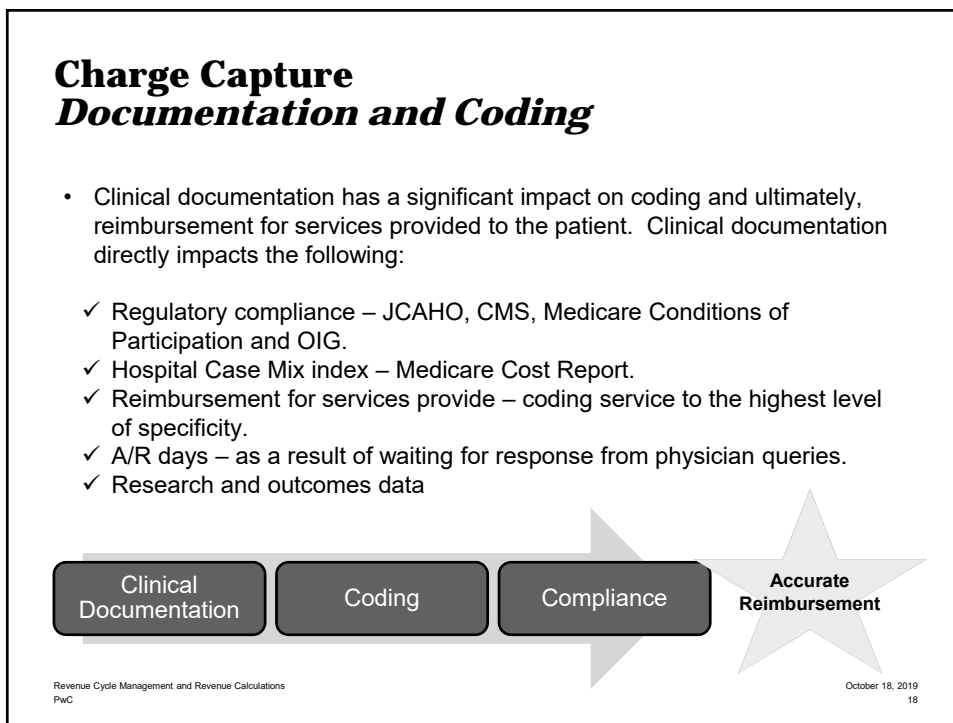 Charge Capture
Documentation and Coding
• Clinical documentation has a significant impact on coding and ultimately,
reimbursement for services provided to the patient.  Clinical documentation
directly impacts the following:
✓ Regulatory compliance – JCAHO, CMS, Medicare Conditions of
Participation and OIG.
✓ Hospital Case Mix index – Medicare Cost Report.
✓ Reimbursement for services provide – coding service to the highest level
of specificity.
✓ A/R days – as a result of waiting for response from physician queries.
✓ Research and outcomes data
Clinical
Documentation
Coding
Compliance
Accurate
Reimbursement
Revenue Cycle Management and Revenue Calculations
PwC
October 18, 2019
18